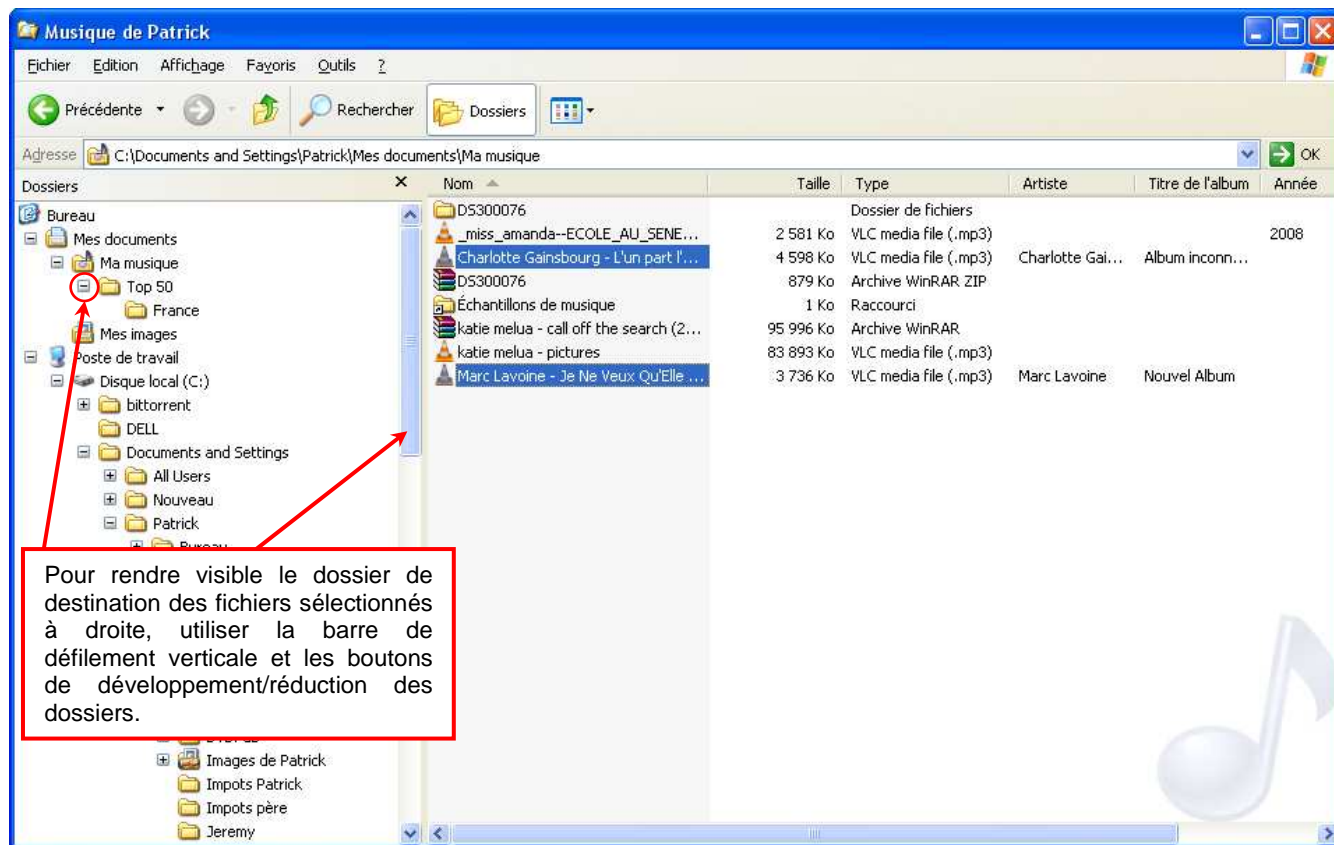 Musique de Patrick
Fichier Edition Affichage Favoris Outils ?
Précédente Rechercher Dossiers
Adresse C:\Documents and Settings\Patrick\Mes documents\Ma musique OK
Dossiers
Bureau
Mes documents
Ma musique
Top 50
France
Mes images
Poste de travail
Disque local (C:)
bittorrent
DELL
Documents and Settings
All Users
Nouveau
Patrick
Bureau
Pour rendre visible le dossier de
destination des fichiers sélectionnés
à droite, utiliser la barre de
défilement verticale et les boutons
de développement/réduction des
dossiers.
Images de Patrick
Impots Patrick
Impots père
Jeremy
Nom Taille Type Artiste Titre de l'album Année
DS300076 Dossier de fichiers
_miss_amanda--ECOLE_AU_SENE... 2 581 Ko VLC media file (.mp3) 2008
Charlotte Gainsbourg - L'un part l'... 4 598 Ko VLC media file (.mp3) Charlotte Gai... Album inconn...
DS300076 879 Ko Archive WinRAR ZIP
Échantillons de musique 1 Ko Raccourci
katie melua - call off the search (2... 95 996 Ko Archive WinRAR
katie melua - pictures 83 893 Ko VLC media file (.mp3)
Marc Lavoine - Je Ne Veux Qu'Elle ... 3 736 Ko VLC media file (.mp3) Marc Lavoine Nouvel Album